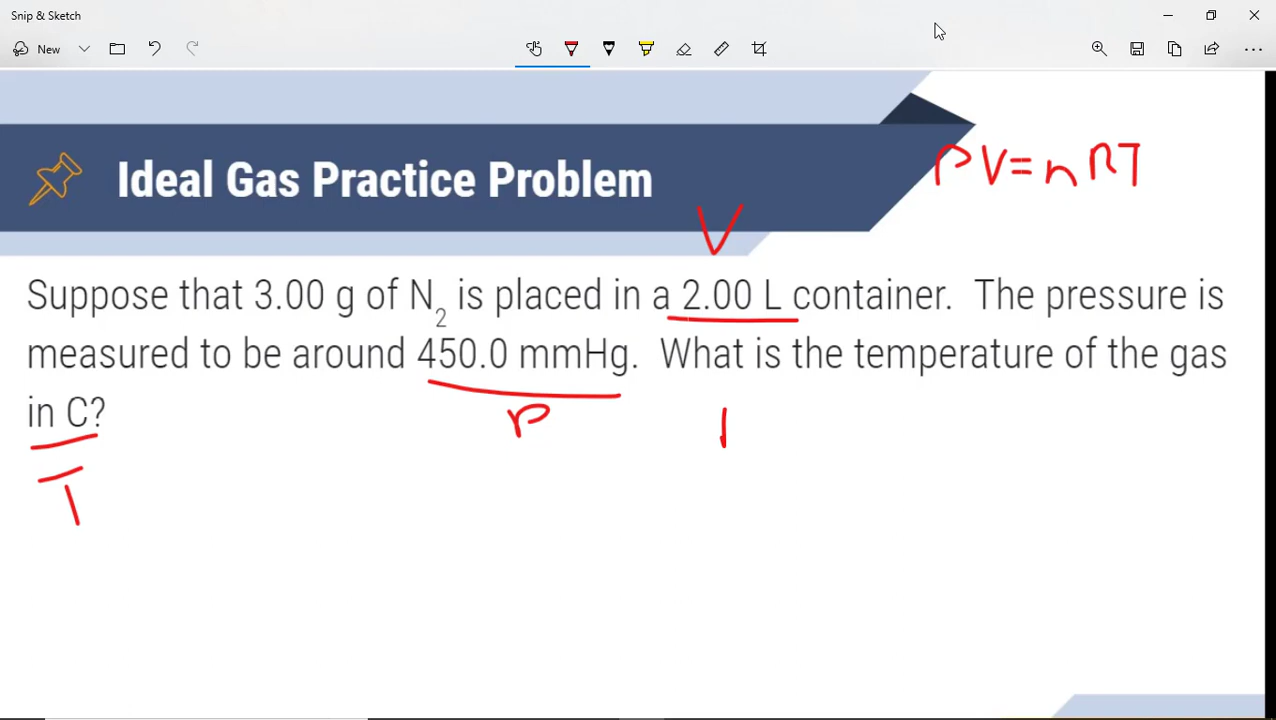 Snip & Sketch
New
Ideal Gas Practice Problem
PV=nRT
V
Suppose that 3.00 g of N2 is placed in a 2.00 L container. The pressure is
measured to be around 450.0 mmHg. What is the temperature of the gas
in C?
P
T